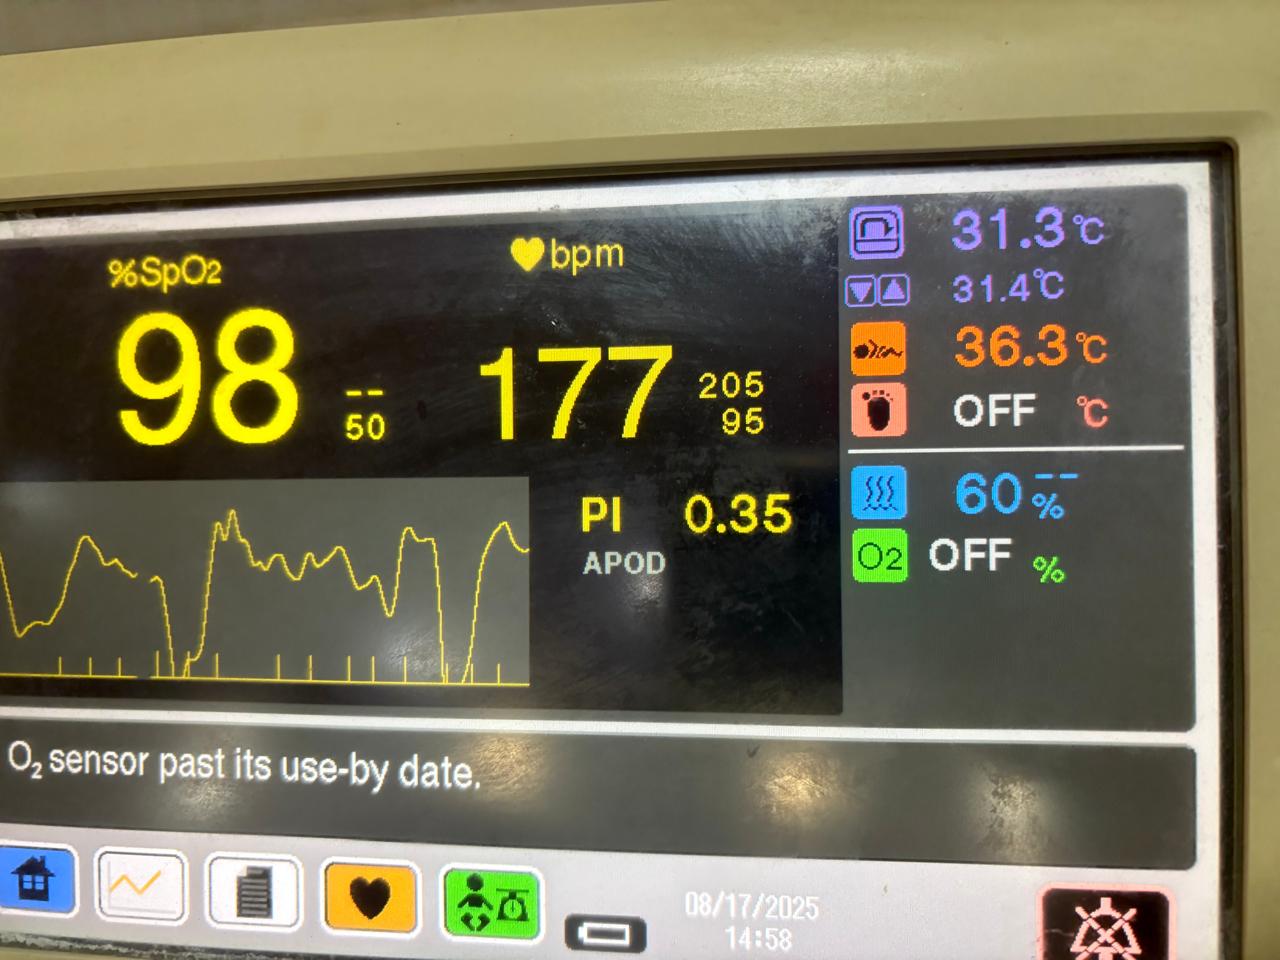 %SpO2
98
--
50
bpm
177
205
95
PI 0.35
APOD
31.3 °C
31.4 °C
36.3 °C
OFF °C
60 -- %
O2 OFF %
O₂ sensor past its use-by date.
08/17/2025
14:58